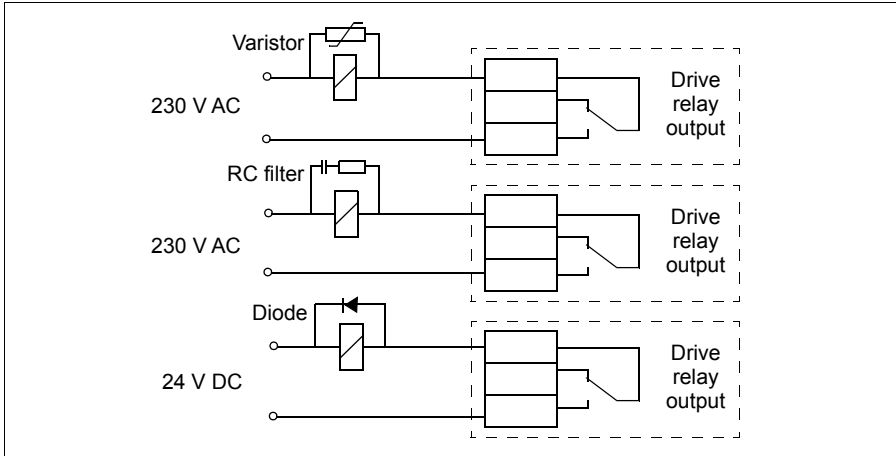 Varistor
230 V AC
Drive
relay
output
RC filter
230 V AC
Drive
relay
output
Diode
24 V DC
Drive
relay
output